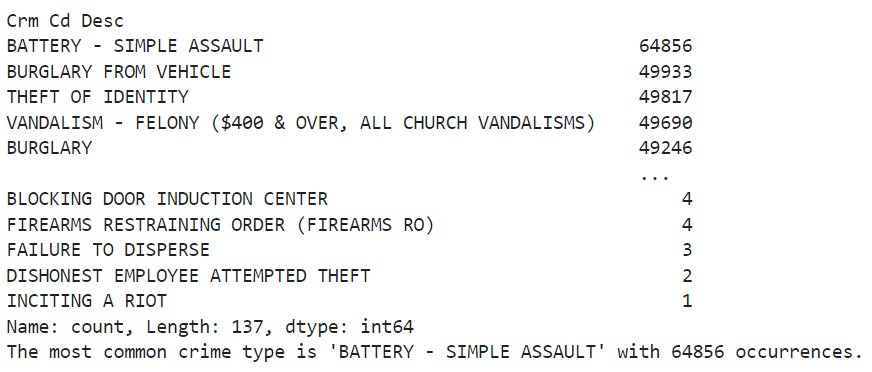 Crm Cd Desc
BATTERY - SIMPLE ASSAULT 64856
BURGLARY FROM VEHICLE 49933
THEFT OF IDENTITY 49817
VANDALISM - FELONY ($400 & OVER, ALL CHURCH VANDALISMS) 49690
BURGLARY 49246
...
BLOCKING DOOR INDUCTION CENTER 4
FIREARMS RESTRAINING ORDER (FIREARMS RO) 4
FAILURE TO DISPERSE 3
DISHONEST EMPLOYEE ATTEMPTED THEFT 2
INCITING A RIOT 1
Name: count, Length: 137, dtype: int64
The most common crime type is 'BATTERY - SIMPLE ASSAULT' with 64856 occurrences.